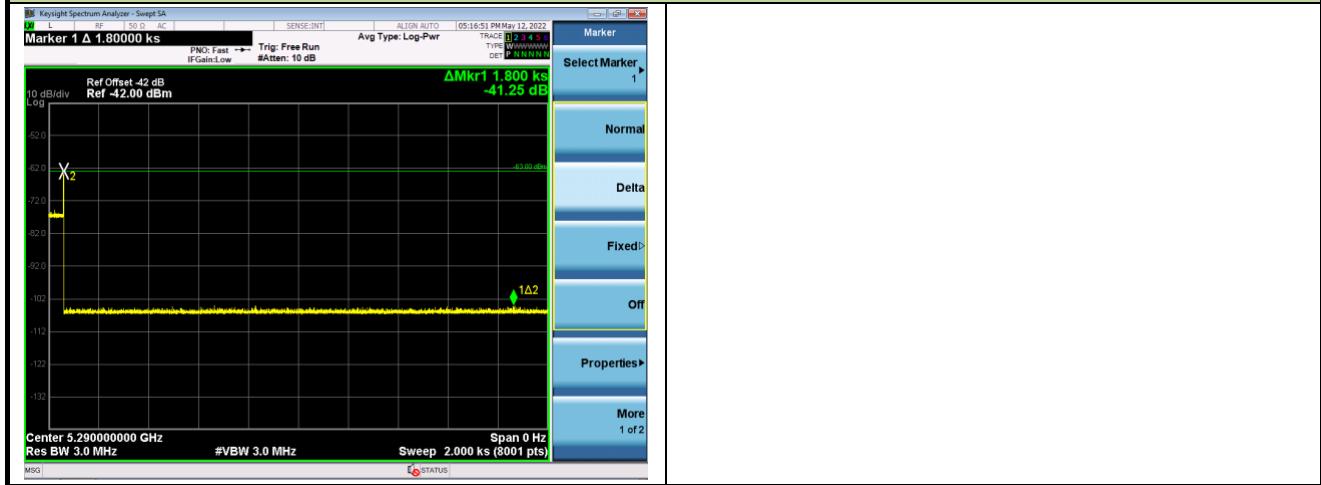 Keysight Spectrum Analyzer - Swept SA
L RF 50 Ω AC SENSE:INT ALIGN AUTO 05:16:51 PM May 12, 2022
Marker 1 Δ 1.80000 ks
PNO: Fast
IFGain:Low
Trig: Free Run
#Atten: 10 dB
Avg Type: Log-Pwr
TRACE 1 2 3 4 5 6
TYPE WWWWWW
DET P N N N N N
Marker
Select Marker
1
Normal
Delta
Fixed
Off
Properties
More
1 of 2
ΔMkr1 1.800 ks
-41.25 dB
Ref Offset -42 dB
10 dB/div Ref -42.00 dBm
Log
-52.0
-62.0
-63.00 dBm
2
-72.0
-82.0
-92.0
-102
1Δ2
-112
-122
-132
Center 5.290000000 GHz Span 0 Hz
Res BW 3.0 MHz #VBW 3.0 MHz Sweep 2.000 ks (8001 pts)
MSG STATUS